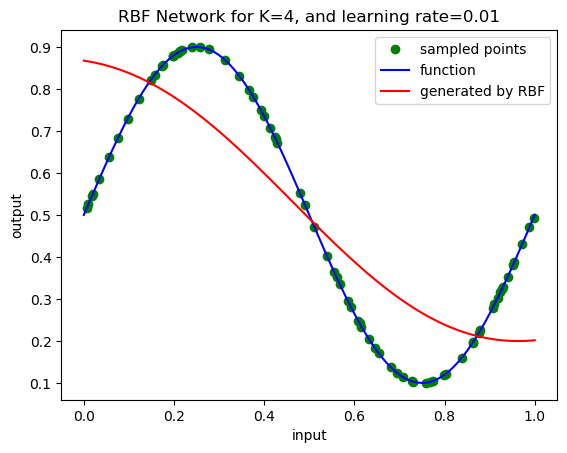 RBF Network for K=4, and learning rate=0.01
sampled points
function
generated by RBF
output
0.9
0.8
0.7
0.6
0.5
0.4
0.3
0.2
0.1
0.0 0.2 0.4 0.6 0.8 1.0
input